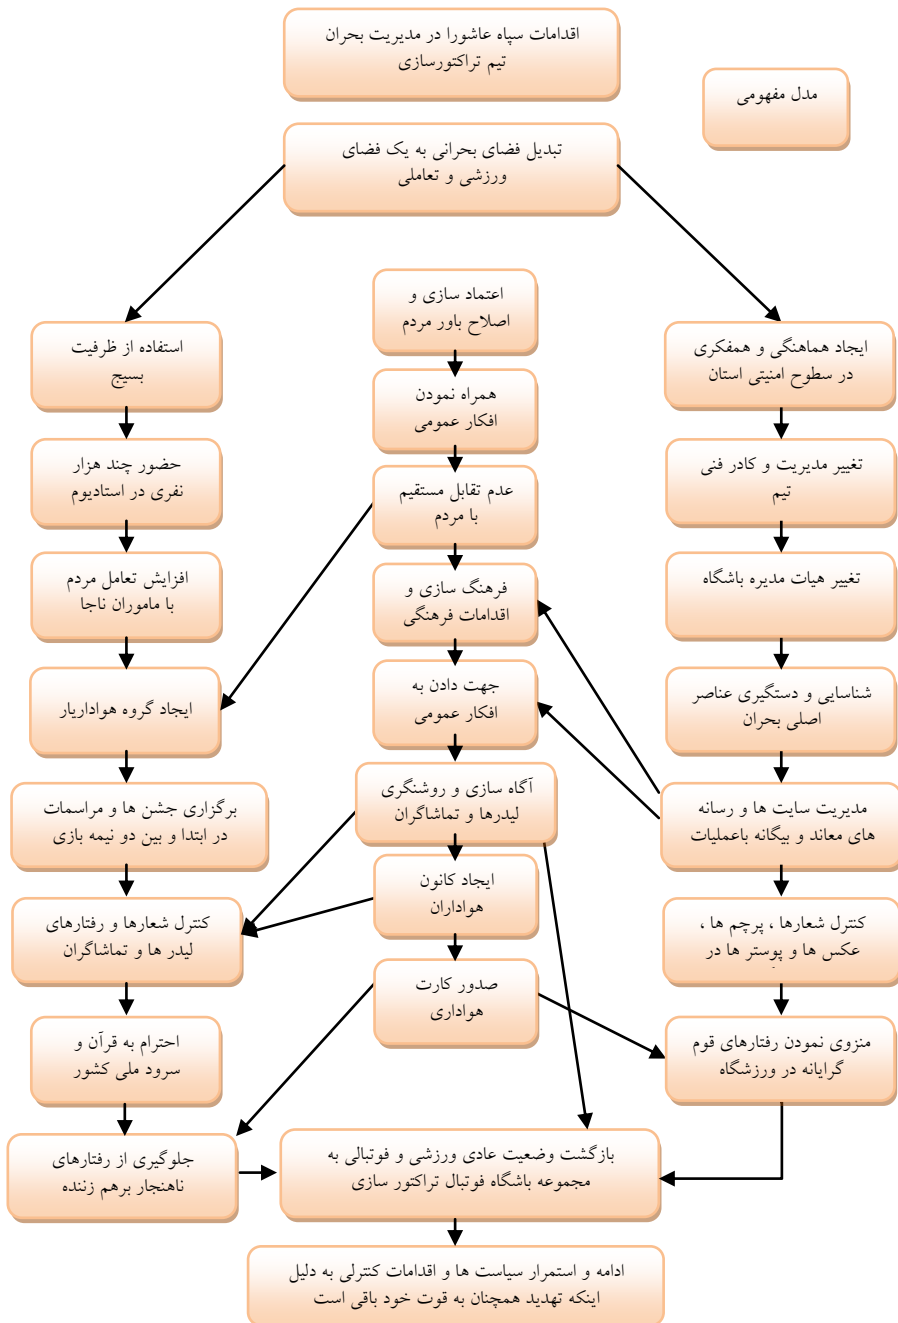 اقدامات سپاه عاشورا در مدیریت بحران
تیم تراکتورسازی
مدل مفهومی
تبدیل فضای بحرانی به یک فضای
ورزشی و تعاملی
ایجاد هماهنگی و همفکری
در سطوح امنیتی استان
تغییر مدیریت و کادر فنی
تیم
تغییر هیات مدیره باشگاه
شناسایی و دستگیری عناصر
اصلی بحران
مدیریت سایت ها و رسانه
های معاند و بیگانه باعملیات
کنترل شعارها ، پرچم ها ،
عکس ها و پوستر ها در
منزوی نمودن رفتارهای قوم
گرایانه در ورزشگاه
اعتماد سازی و
اصلاح باور مردم
همراه نمودن
افکار عمومی
عدم تقابل مستقیم
با مردم
فرهنگ سازی و
اقدامات فرهنگی
جهت دادن به
افکار عمومی
آگاه سازی و روشنگری
لیدرها و تماشاگران
ایجاد کانون
هواداران
صدور کارت
هواداری
استفاده از ظرفیت
بسیج
حضور چند هزار
نفری در استادیوم
افزایش تعامل مردم
با ماموران ناجا
ایجاد گروه هواداریار
برگزاری جشن ها و مراسمات
در ابتدا و بین دو نیمه بازی
کنترل شعارها و رفتارهای
لیدر ها و تماشاگران
احترام به قرآن و
سرود ملی کشور
جلوگیری از رفتارهای
ناهنجار برهم زننده
بازگشت وضعیت عادی ورزشی و فوتبالی به
مجموعه باشگاه فوتبال تراکتور سازی
ادامه و استمرار سیاست ها و اقدامات کنترلی به دلیل
اینکه تهدید همچنان به قوت خود باقی است